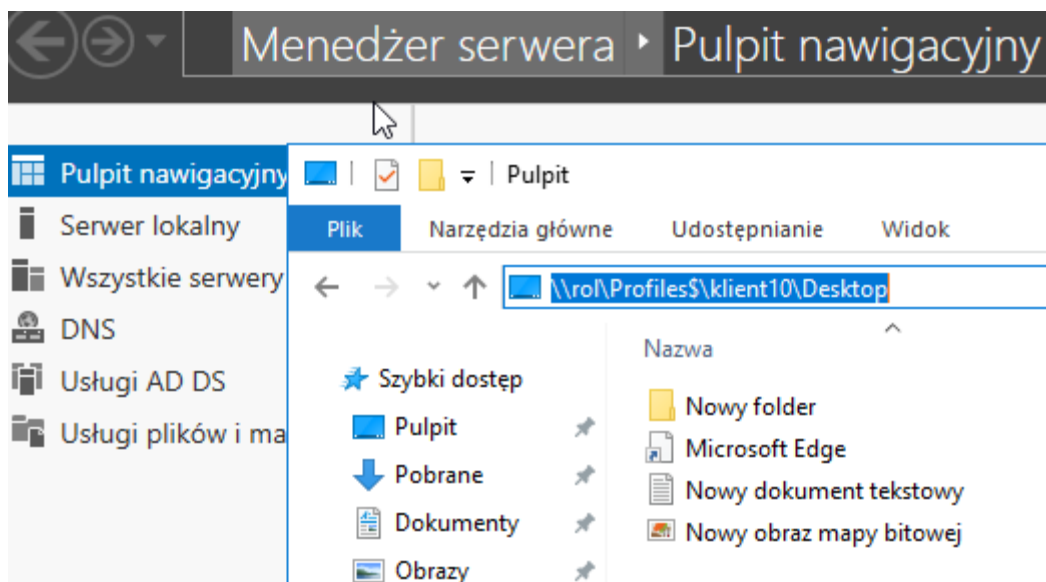 Menedżer serwera ‣ Pulpit nawigacyjny
Pulpit nawigacyjny
Serwer lokalny
Wszystkie serwery
DNS
Usługi AD DS
Usługi plików i ma
Pulpit
Plik Narzędzia główne Udostępnianie Widok
\\rol\Profiles$\klient10\Desktop
Szybki dostęp
Pulpit
Pobrane
Dokumenty
Obrazy
Nazwa
Nowy folder
Microsoft Edge
Nowy dokument tekstowy
Nowy obraz mapy bitowej